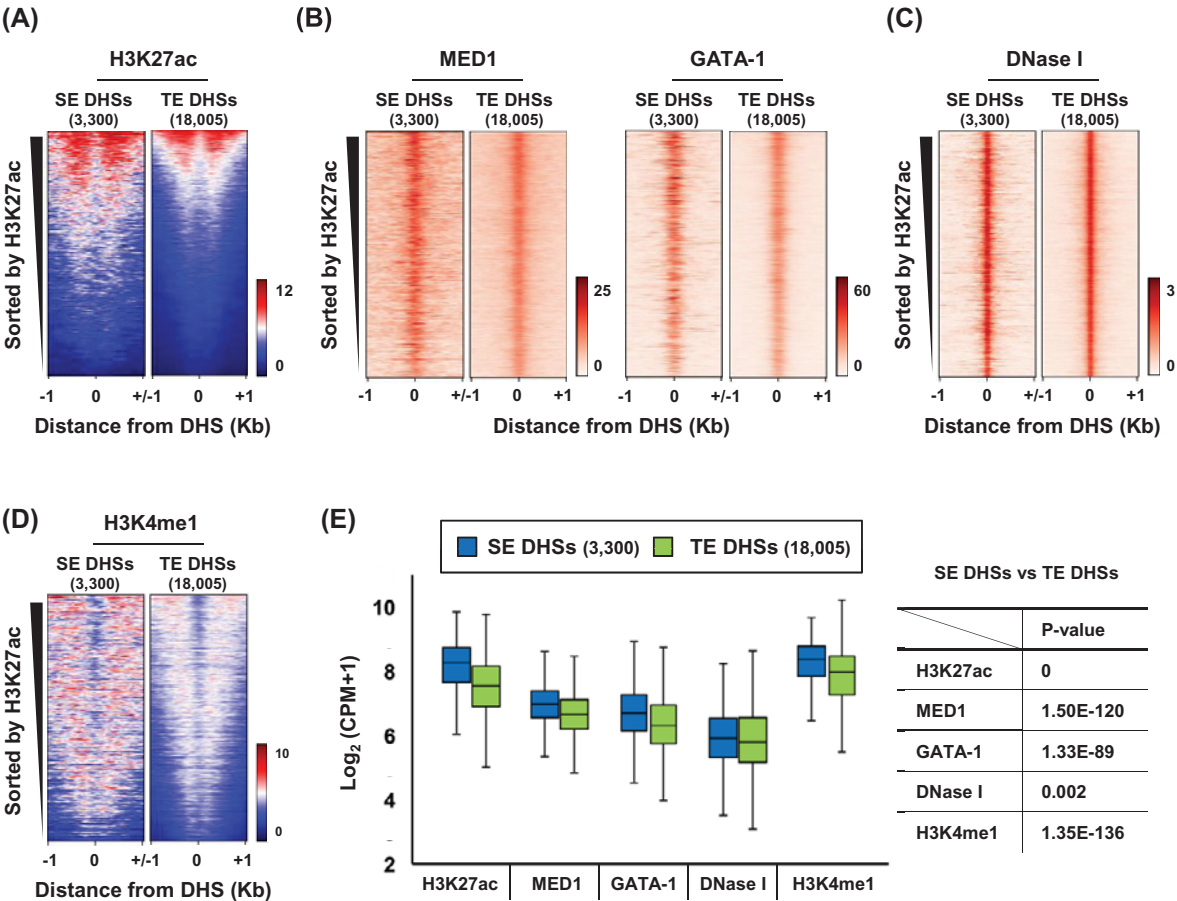 (A)
H3K27ac
SE DHSs
(3,300)
TE DHSs
(18,005)
Sorted by H3K27ac
12
0
-1
0
+/-1
0
+1
Distance from DHS (Kb)
(B)
MED1
SE DHSs
(3,300)
TE DHSs
(18,005)
Sorted by H3K27ac
25
0
-1
0
+/-1
0
+/-1
GATA-1
SE DHSs
(3,300)
TE DHSs
(18,005)
60
0
0
+/-1
0
+1
Distance from DHS (Kb)
(C)
DNase I
SE DHSs
(3,300)
TE DHSs
(18,005)
Sorted by H3K27ac
3
0
-1
0
+/-1
0
+1
Distance from DHS (Kb)
(D)
H3K4me1
SE DHSs
(3,300)
TE DHSs
(18,005)
Sorted by H3K27ac
10
0
-1
0
+/-1
0
+1
Distance from DHS (Kb)
(E)
SE DHSs (3,300)
TE DHSs (18,005)
Log2 (CPM+1)
10
8
6
4
2
H3K27ac
MED1
GATA-1
DNase I
H3K4me1
SE DHSs vs TE DHSs
P-value
H3K27ac 0
MED1 1.50E-120
GATA-1 1.33E-89
DNase I 0.002
H3K4me1 1.35E-136